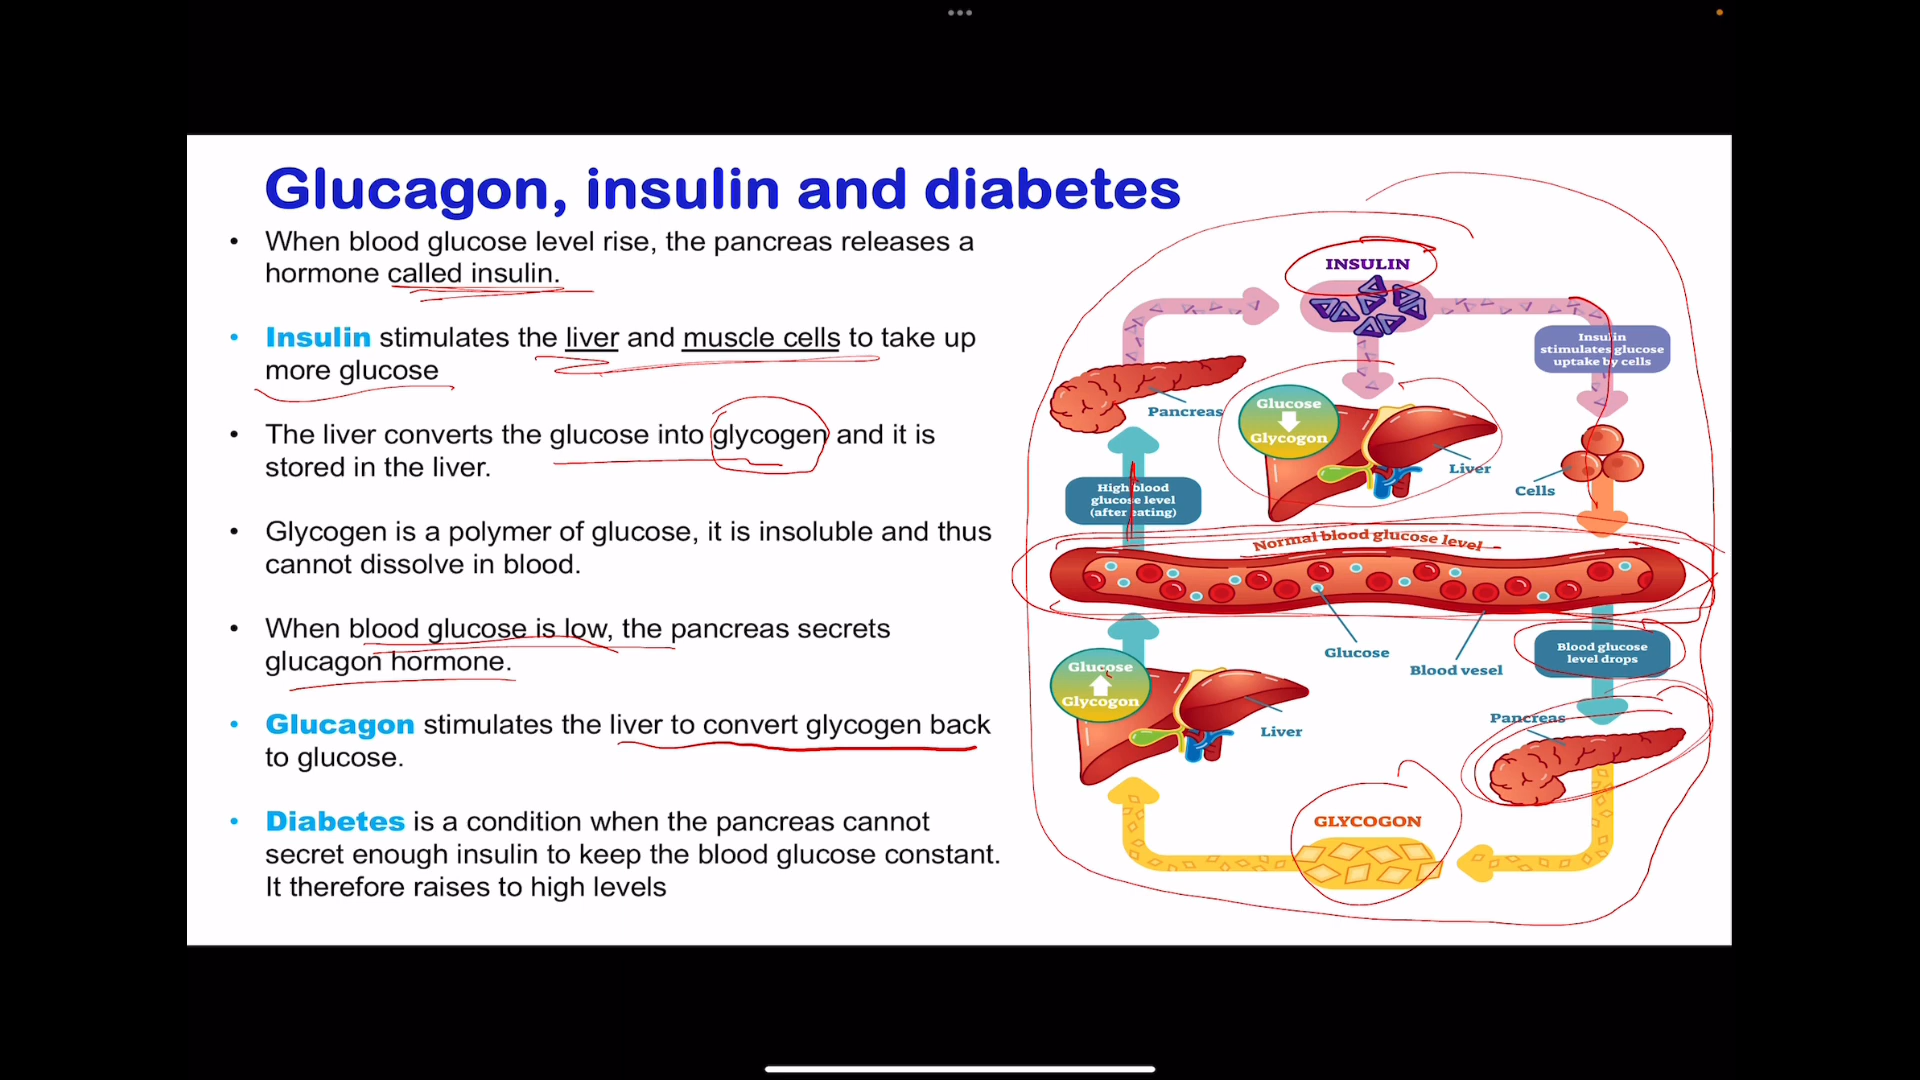 Glucagon, insulin and diabetes
• When blood glucose level rise, the pancreas releases a
hormone called insulin.
• Insulin stimulates the liver and muscle cells to take up
more glucose
• The liver converts the glucose into glycogen and it is
stored in the liver.
• Glycogen is a polymer of glucose, it is insoluble and thus
cannot dissolve in blood.
• When blood glucose is low, the pancreas secrets
glucagon hormone.
• Glucagon stimulates the liver to convert glycogen back
to glucose.
• Diabetes is a condition when the pancreas cannot
secret enough insulin to keep the blood glucose constant.
It therefore raises to high levels
INSULIN
Insulin
stimulates glucose
uptake by cells
Pancreas
Glucose
Glycogon
Liver
Cells
High blood
glucose level
(after eating)
Normal blood glucose level
Glucose
Blood vesel
Blood glucose
level drops
Glucose
Glycogon
Liver
Pancreas
GLYCOGON